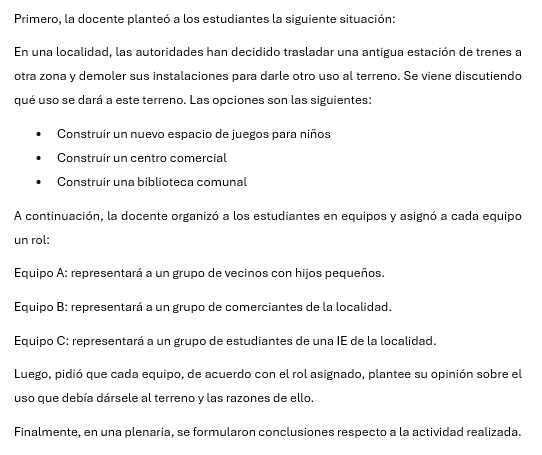 Primero, la docente planteó a los estudiantes la siguiente situación:
En una localidad, las autoridades han decidido trasladar una antigua estación de trenes a
otra zona y demoler sus instalaciones para darle otro uso al terreno. Se viene discutiendo
qué uso se dará a este terreno. Las opciones son las siguientes:
• Construir un nuevo espacio de juegos para niños
• Construir un centro comercial
• Construir una biblioteca comunal
A continuación, la docente organizó a los estudiantes en equipos y asignó a cada equipo
un rol:
Equipo A: representará a un grupo de vecinos con hijos pequeños.
Equipo B: representará a un grupo de comerciantes de la localidad.
Equipo C: representará a un grupo de estudiantes de una IE de la localidad.
Luego, pidió que cada equipo, de acuerdo con el rol asignado, plantee su opinión sobre el
uso que debía dársele al terreno y las razones de ello.
Finalmente, en una plenaria, se formularon conclusiones respecto a la actividad realizada.